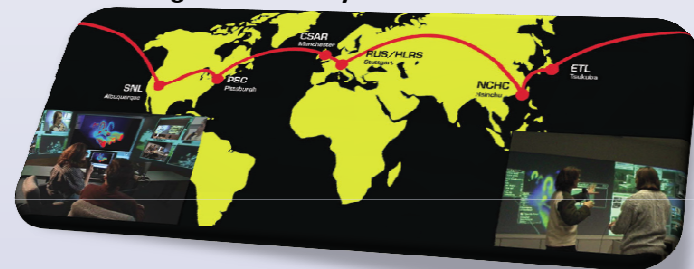 SNL
Albuquerque
PSC
Pittsburgh
CSAR
Manchester
RUS/HLRS
Stuttgart
NCHC
Hsinchu
ETL
Tsukuba